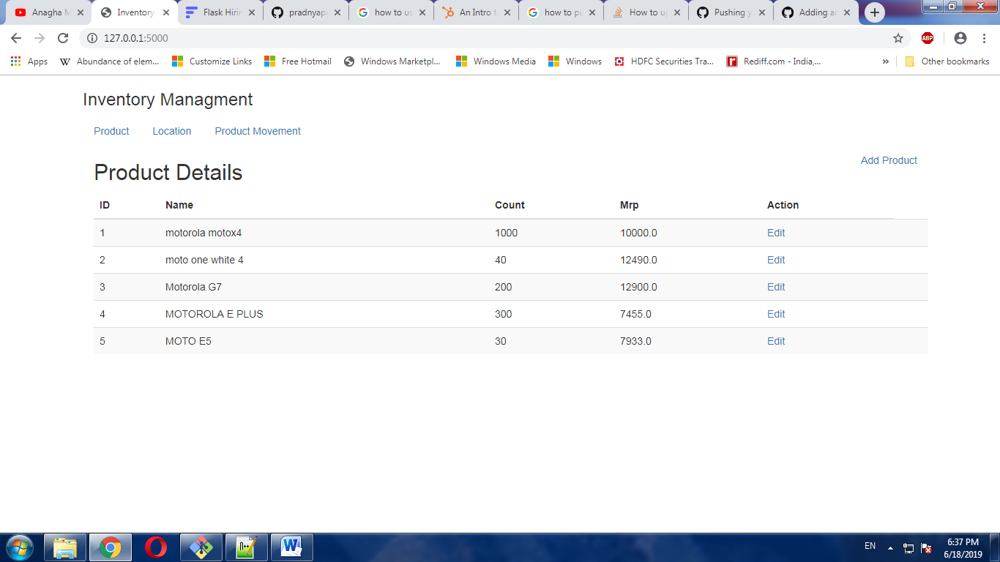 Anagha M
Inventory
Flask Hirin
pradnyap
how to us
An Intro t
how to pu
How to up
Pushing y
Adding a
127.0.0.1:5000
ABP
Apps
W Abundance of elem...
Customize Links
Free Hotmail
Windows Marketpl...
Windows Media
Windows
HDFC Securities Tra...
Rediff.com - India,...
»
Other bookmarks
Inventory Managment
Product Location Product Movement
Add Product
Product Details
ID Name Count Mrp Action
1 motorola motox4 1000 10000.0 Edit
2 moto one white 4 40 12490.0 Edit
3 Motorola G7 200 12900.0 Edit
4 MOTOROLA E PLUS 300 7455.0 Edit
5 MOTO E5 30 7933.0 Edit
EN
6:37 PM
6/18/2019